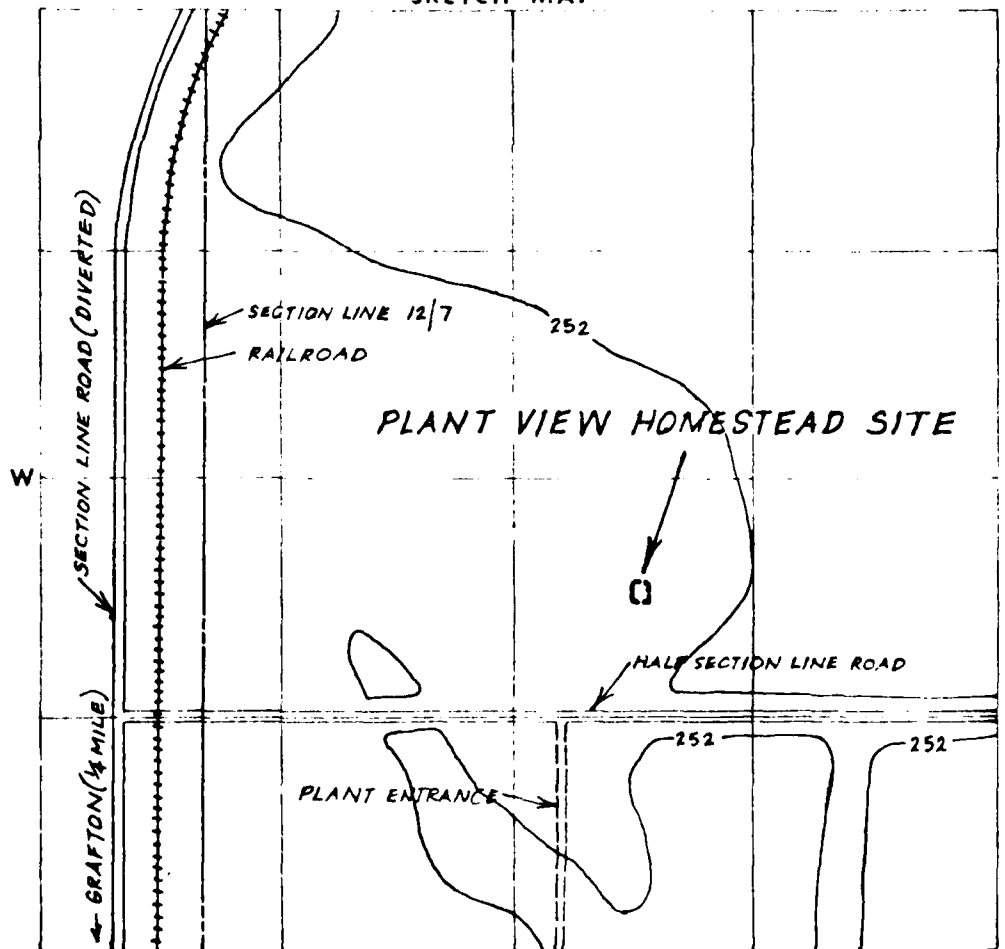 SKETCH MAP
SECTION LINE ROAD (DIVERTED)
SECTION LINE 12/7
RAILROAD
252
PLANT VIEW HOMESTEAD SITE
W
HALF SECTION LINE ROAD
252
252
PLANT ENTRANCE
← GRAFTON (1/4 MILE)